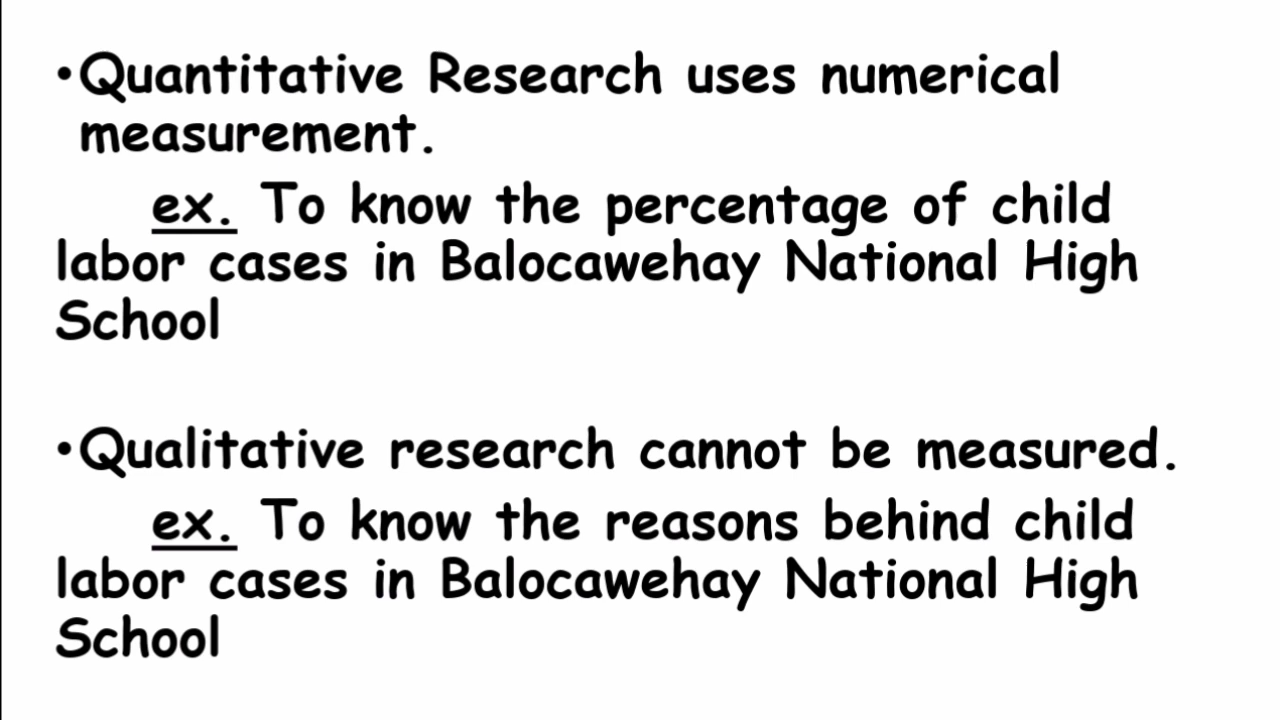 •Quantitative Research uses numerical
measurement.
ex. To know the percentage of child
labor cases in Balocawehay National High
School
•Qualitative research cannot be measured.
ex. To know the reasons behind child
labor cases in Balocawehay National High
School